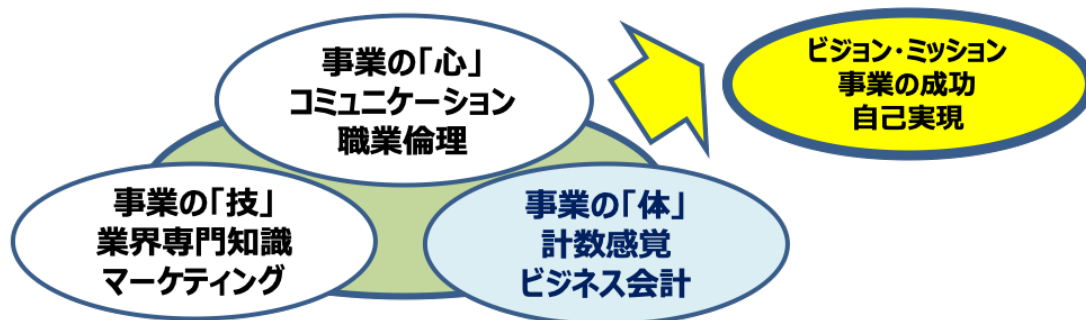 事業の「心」
コミュニケーション
職業倫理
ビジョン・ミッション
事業の成功
自己実現
事業の「技」
業界専門知識
マーケティング
事業の「体」
計数感覚
ビジネス会計